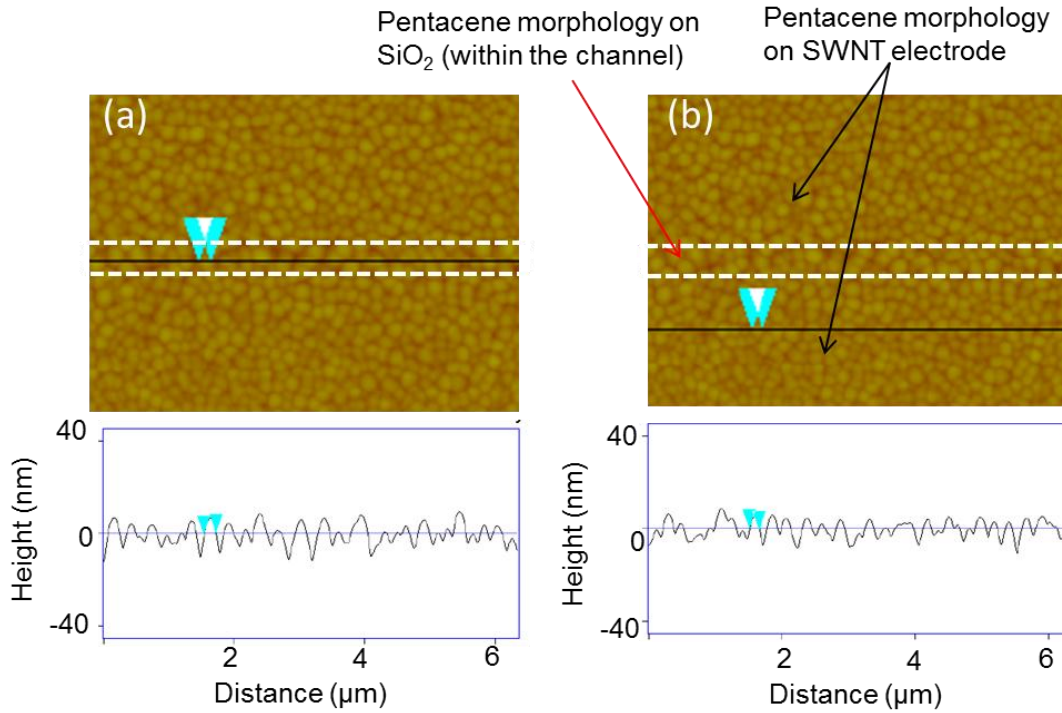 Pentacene morphology on
SiO₂ (within the channel)
Pentacene morphology
on SWNT electrode
(a)
(b)
40
0
-40
Height (nm)
2
4
6
Distance (µm)
40
0
-40
Height (nm)
2
4
6
Distance (µm)